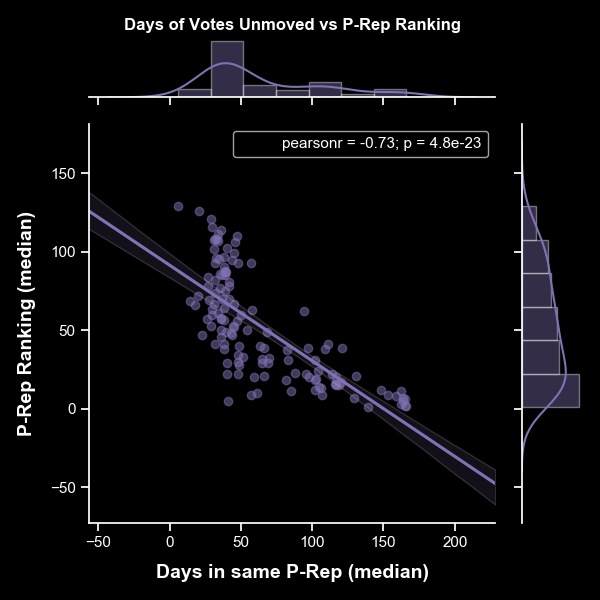 Days of Votes Unmoved vs P-Rep Ranking
pearsonr = -0.73; p = 4.8e-23
150
100
50
0
−50
P-Rep Ranking (median)
−50 0 50 100 150 200
Days in same P-Rep (median)